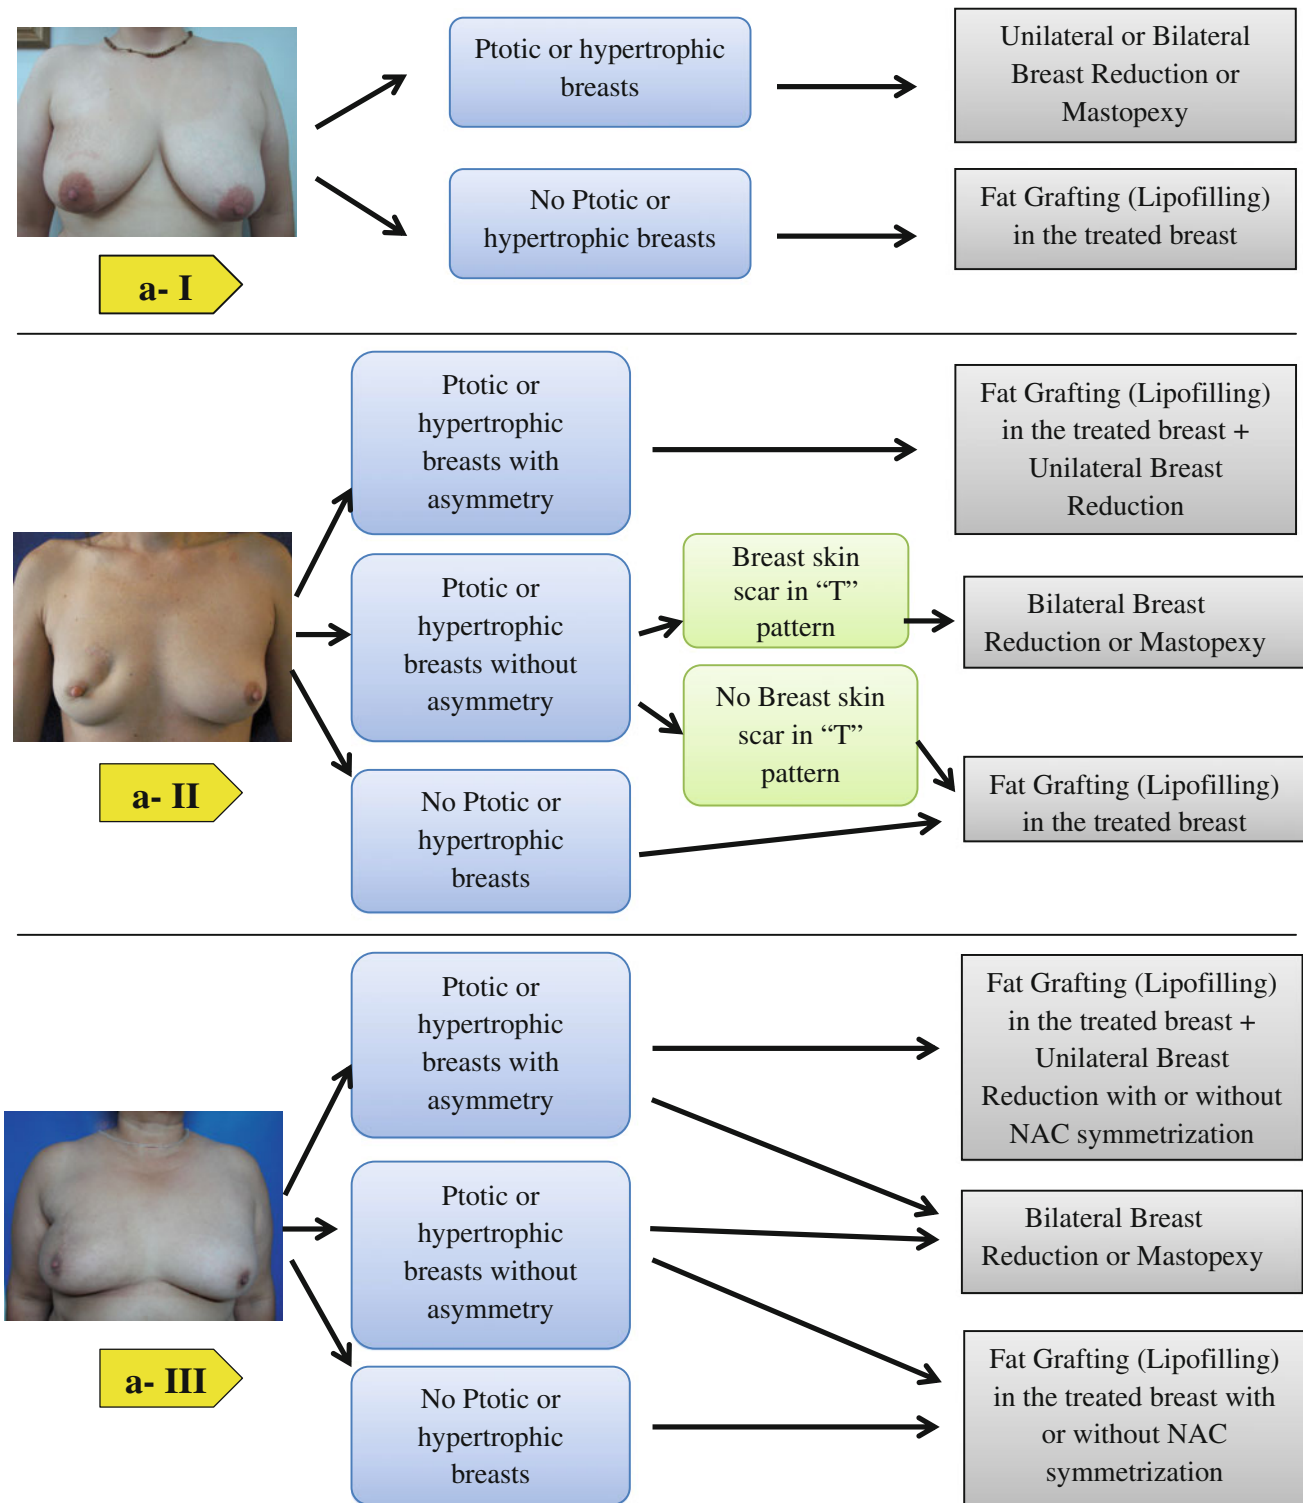 Ptotic or hypertrophic
breasts
Unilateral or Bilateral
Breast Reduction or
Mastopexy
No Ptotic or
hypertrophic breasts
Fat Grafting (Lipofilling)
in the treated breast
a- I
Ptotic or
hypertrophic
breasts with
asymmetry
Fat Grafting (Lipofilling)
in the treated breast +
Unilateral Breast
Reduction
Ptotic or
hypertrophic
breasts without
asymmetry
Breast skin
scar in “T”
pattern
Bilateral Breast
Reduction or Mastopexy
No Breast skin
scar in “T”
pattern
a- II
No Ptotic or
hypertrophic
breasts
Fat Grafting (Lipofilling)
in the treated breast
Ptotic or
hypertrophic
breasts with
asymmetry
Fat Grafting (Lipofilling)
in the treated breast +
Unilateral Breast
Reduction with or without
NAC symmetrization
Ptotic or
hypertrophic
breasts without
asymmetry
Bilateral Breast
Reduction or Mastopexy
a- III
No Ptotic or
hypertrophic
breasts
Fat Grafting (Lipofilling)
in the treated breast with
or without NAC
symmetrization